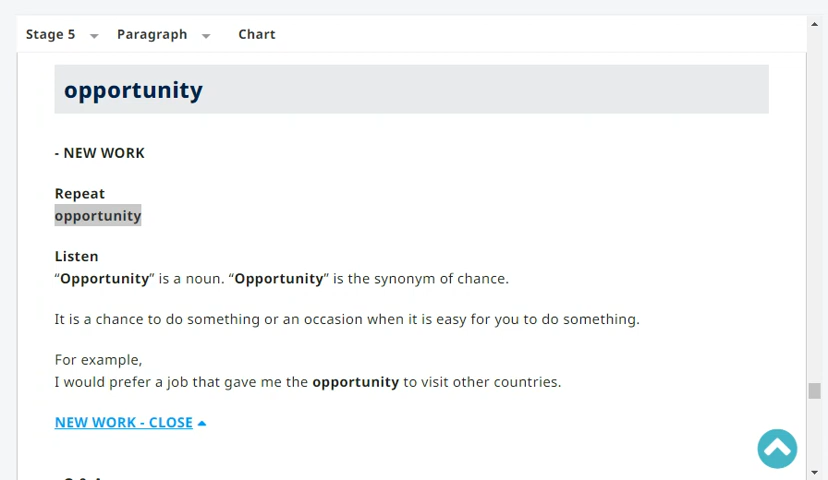 Stage 5 Paragraph Chart
opportunity
- NEW WORK
Repeat
opportunity
Listen
“Opportunity” is a noun. “Opportunity” is the synonym of chance.
It is a chance to do something or an occasion when it is easy for you to do something.
For example,
I would prefer a job that gave me the opportunity to visit other countries.
NEW WORK - CLOSE